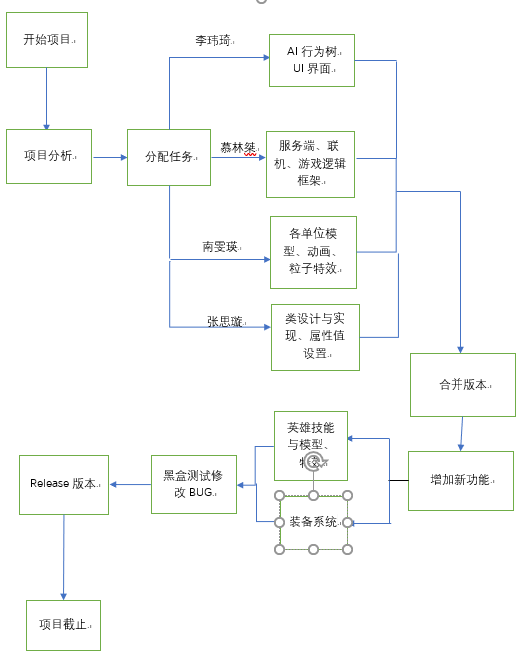 开始项目
项目分析
分配任务
李玮琦
AI 行为树
UI 界面
慕林桀
服务端、联
机、游戏逻辑
框架
南雯瑛
各单位模
型、动画、
粒子特效
张思璇
类设计与实
现、属性值
设置
合并版本
增加新功能
英雄技能
与模型、
装备系统
黑盒测试修
改 BUG
Release 版本
项目截止